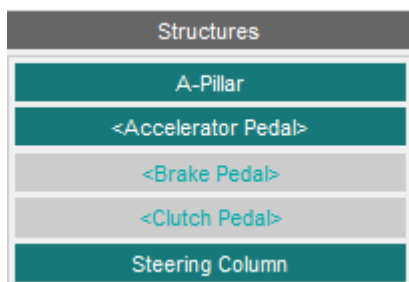 Structures
A-Pillar
<Accelerator Pedal>
<Brake Pedal>
<Clutch Pedal>
Steering Column